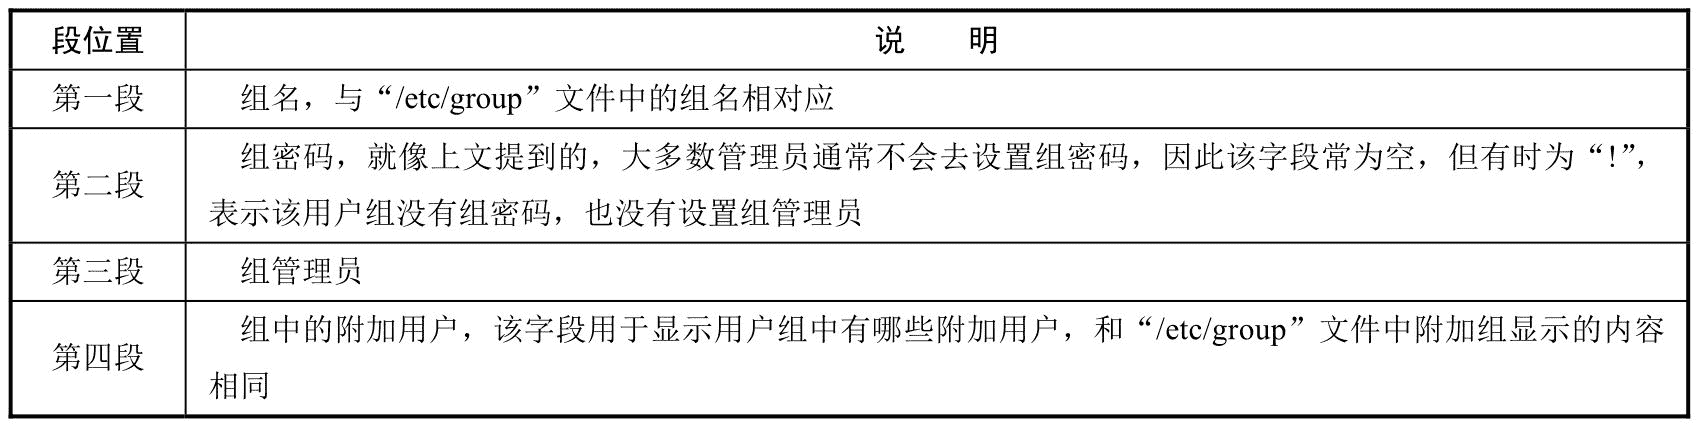 段位置 说 明
第一段 组名，与“/etc/group”文件中的组名相对应
第二段 组密码，就像上文提到的，大多数管理员通常不会去设置组密码，因此该字段常为空，但有时为“!”，
表示该用户组没有组密码，也没有设置组管理员
第三段 组管理员
第四段 组中的附加用户，该字段用于显示用户组中有哪些附加用户，和“/etc/group”文件中附加组显示的内容
相同